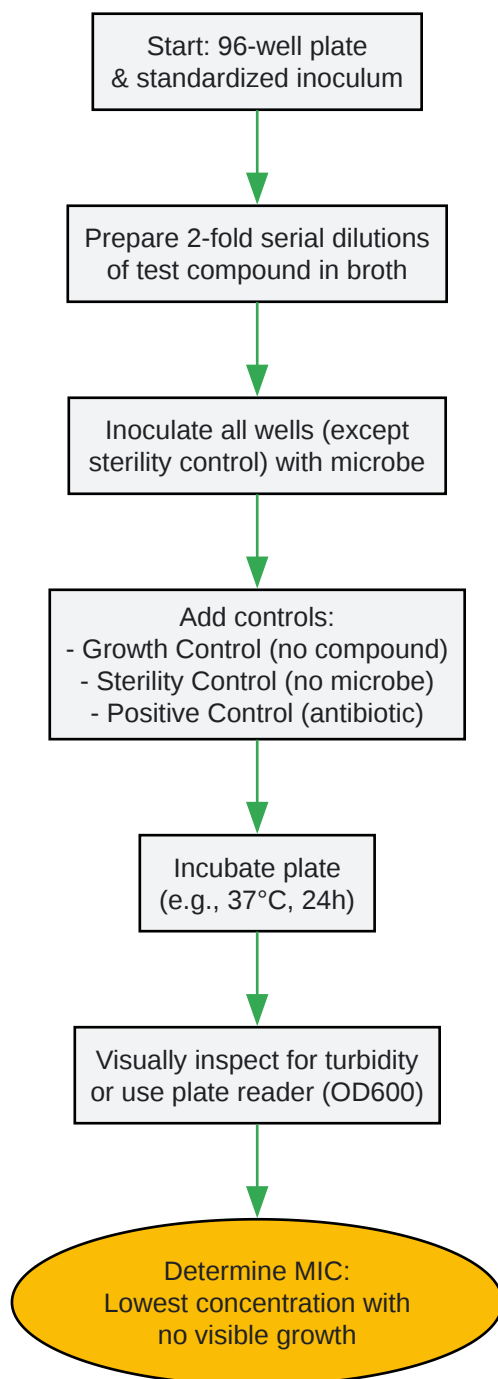 Start: 96-well plate
& standardized inoculum
Prepare 2-fold serial dilutions
of test compound in broth
Inoculate all wells (except
sterility control) with microbe
Add controls:
- Growth Control (no compound)
- Sterility Control (no microbe)
- Positive Control (antibiotic)
Incubate plate
(e.g., 37°C, 24h)
Visually inspect for turbidity
or use plate reader (OD600)
Determine MIC:
Lowest concentration with
no visible growth